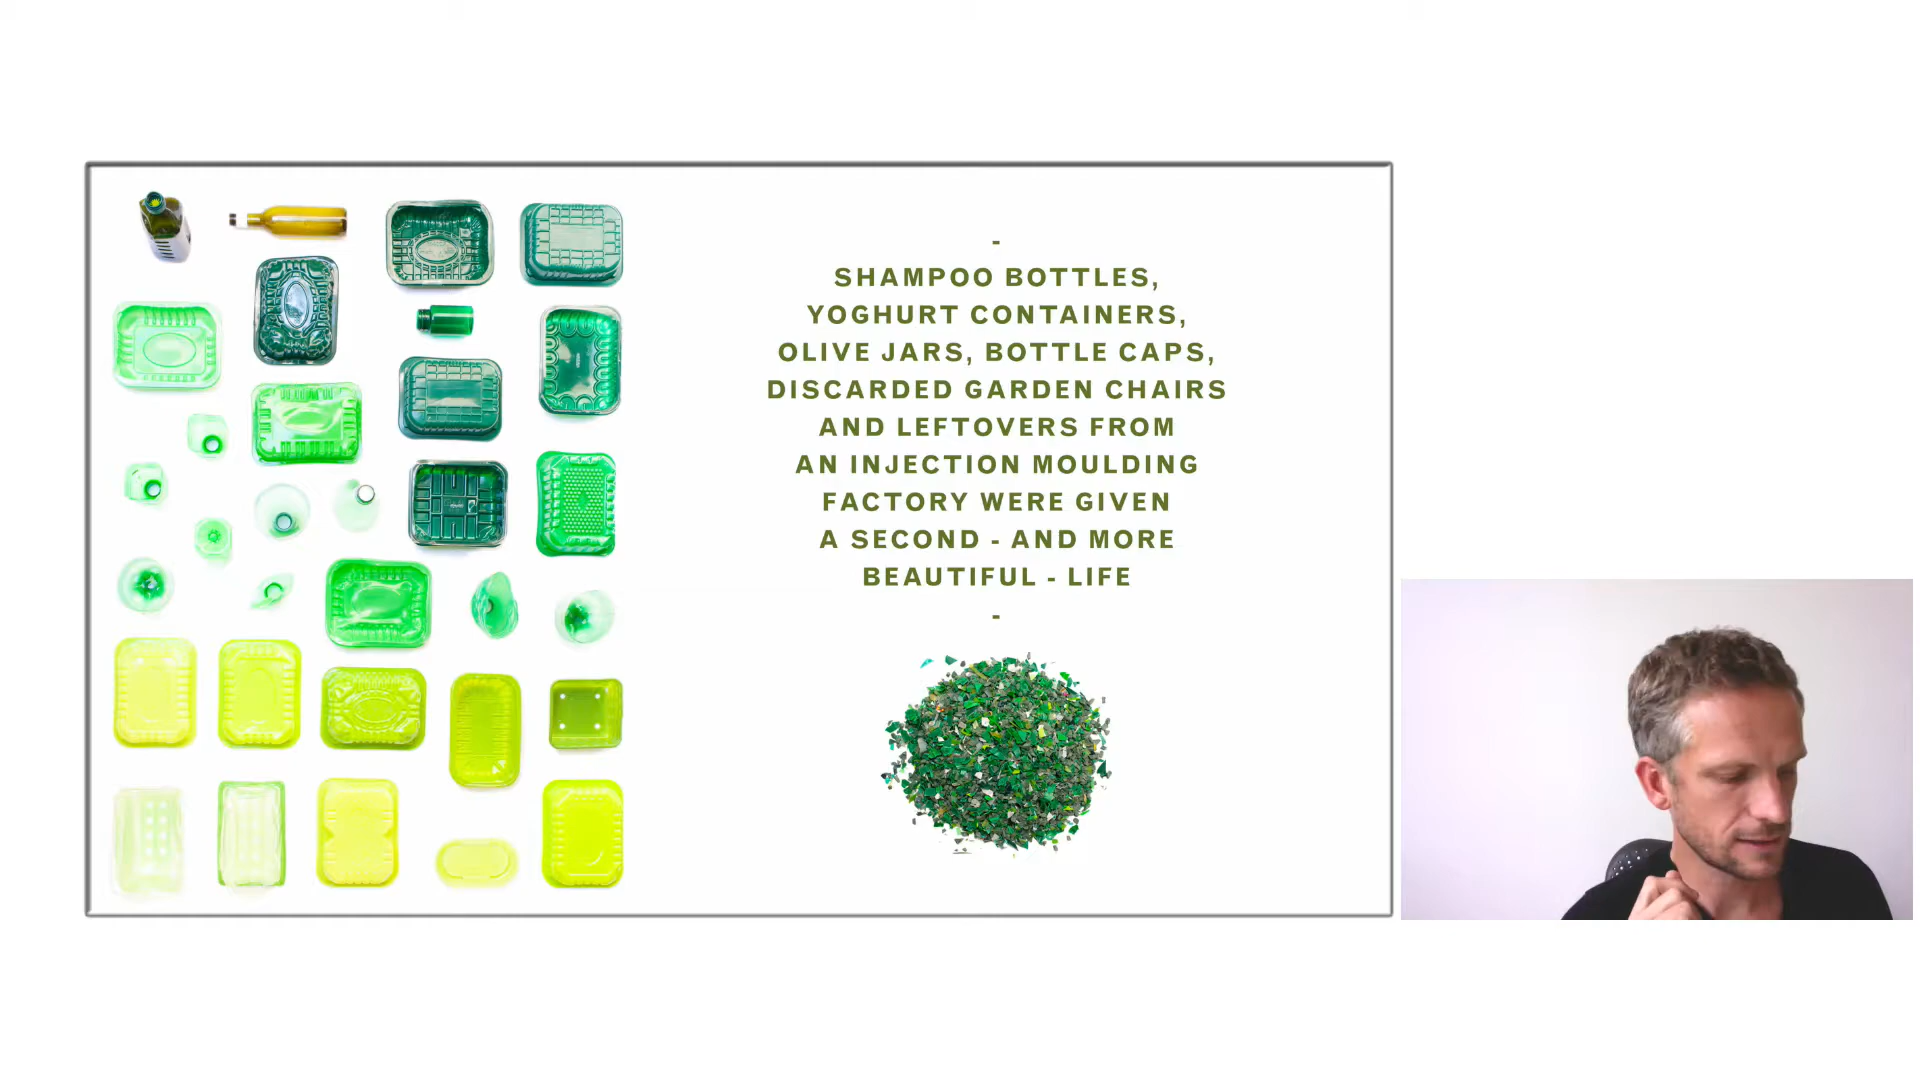 -
SHAMPOO BOTTLES,
YOGHURT CONTAINERS,
OLIVE JARS, BOTTLE CAPS,
DISCARDED GARDEN CHAIRS
AND LEFTOVERS FROM
AN INJECTION MOULDING
FACTORY WERE GIVEN
A SECOND - AND MORE
BEAUTIFUL - LIFE
-